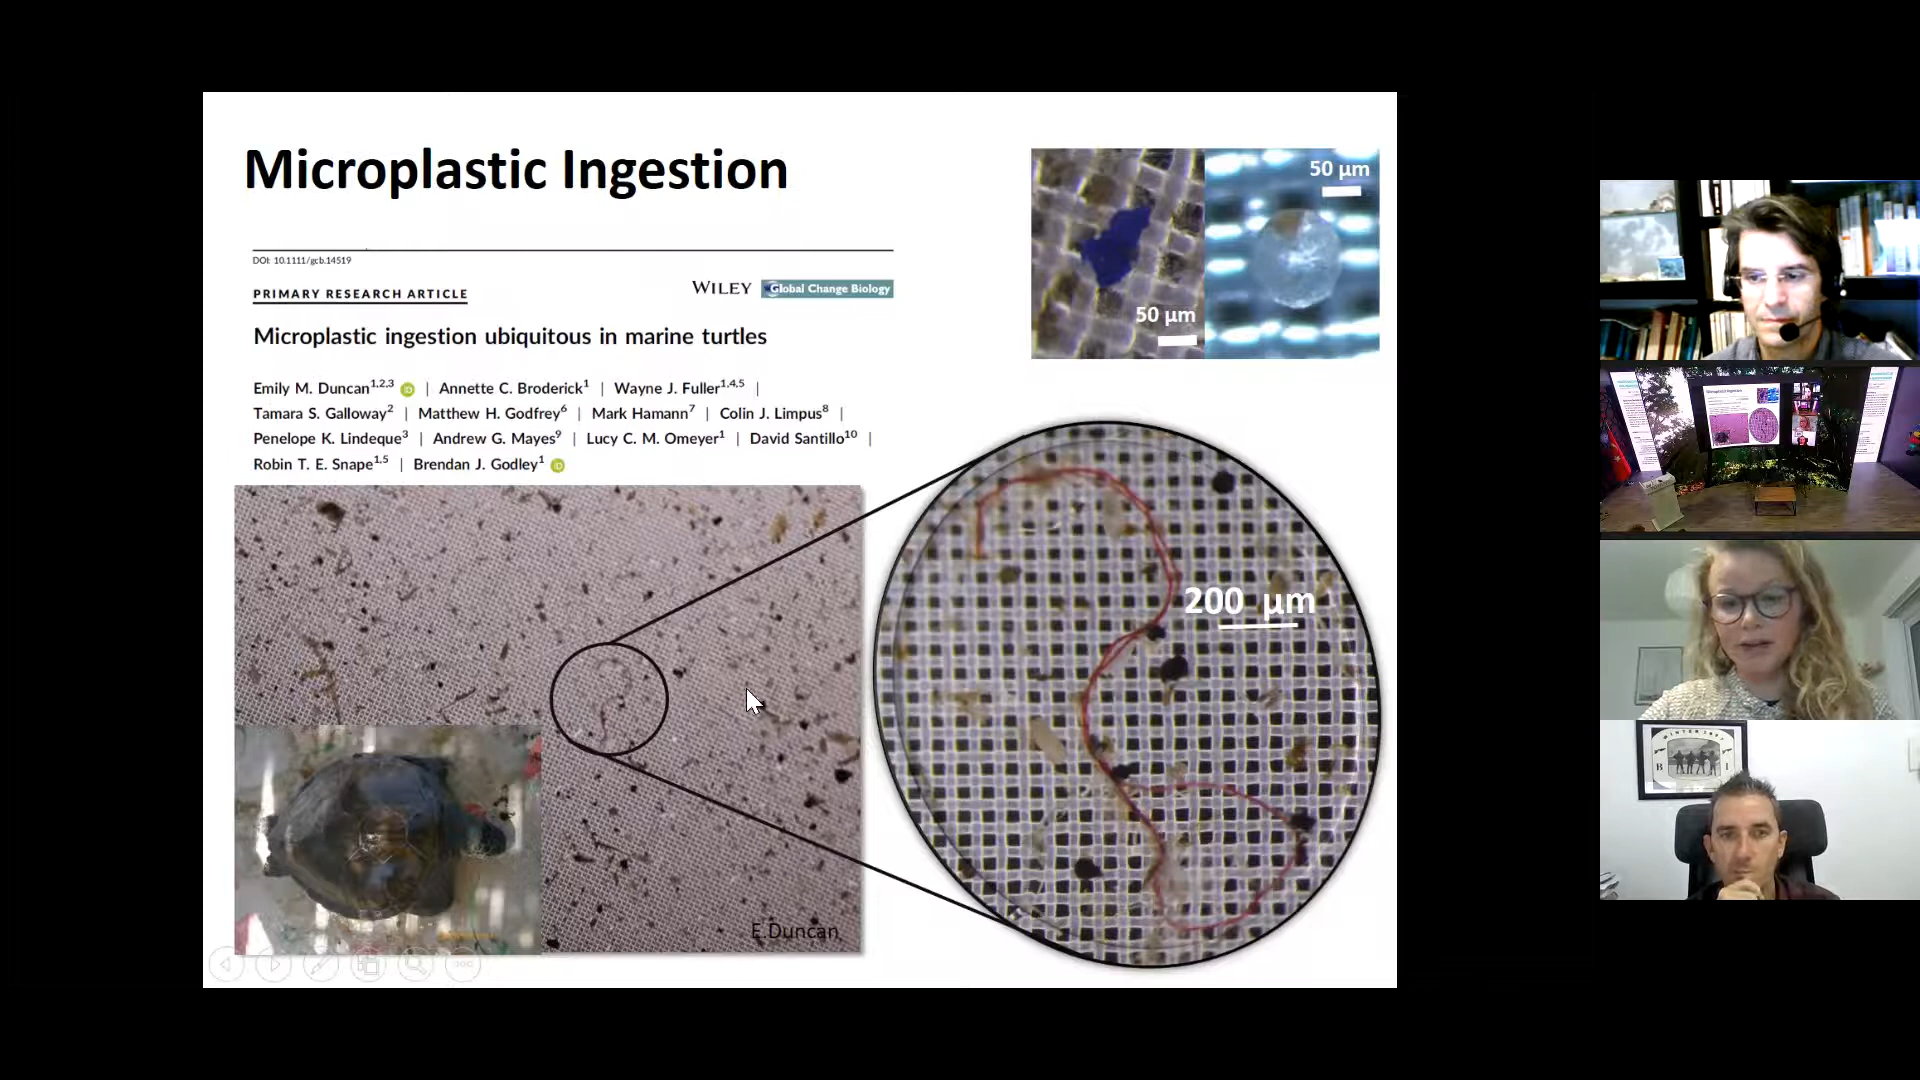 Microplastic Ingestion
DOI: 10.1111/gcb.14519
PRIMARY RESEARCH ARTICLE
WILEY Global Change Biology
Microplastic ingestion ubiquitous in marine turtles
Emily M. Duncan1,2,3 | Annette C. Broderick1 | Wayne J. Fuller1,4,5 |
Tamara S. Galloway2 | Matthew H. Godfrey6 | Mark Hamann7 | Colin J. Limpus8 |
Penelope K. Lindeque3 | Andrew G. Mayes9 | Lucy C. M. Omeyer1 | David Santillo10 |
Robin T. E. Snape1,5 | Brendan J. Godley1
50 µm
50 µm
200 µm
E.Duncan
WINTER
B I